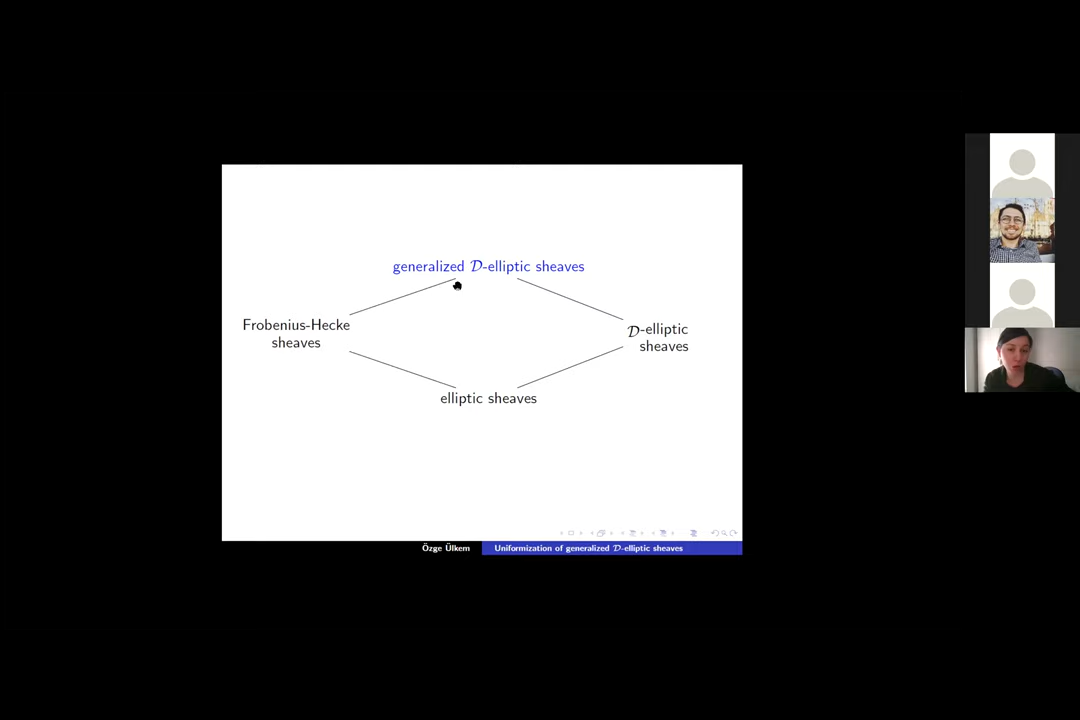 generalized 𝒟-elliptic sheaves
Frobenius-Hecke
sheaves
𝒟-elliptic
sheaves
elliptic sheaves
Özge Ülkem
Uniformization of generalized 𝒟-elliptic sheaves